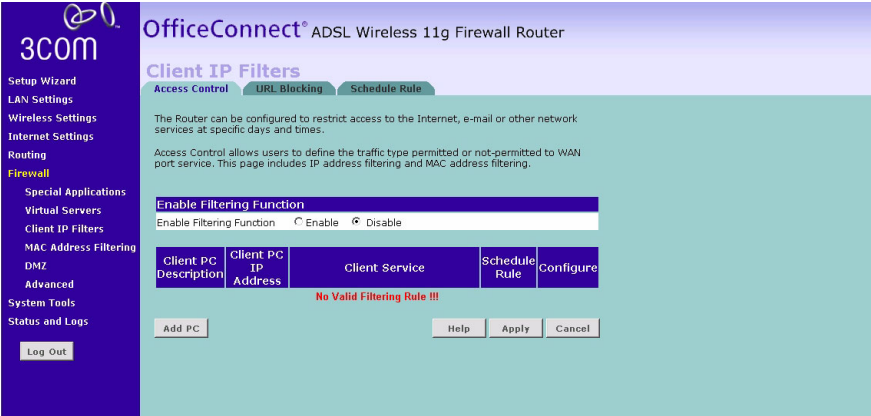 3COM
OfficeConnect® ADSL Wireless 11g Firewall Router
Setup Wizard
LAN Settings
Wireless Settings
Internet Settings
Routing
Firewall
Special Applications
Virtual Servers
Client IP Filters
MAC Address Filtering
DMZ
Advanced
System Tools
Status and Logs
Log Out
Client IP Filters
Access Control URL Blocking Schedule Rule
The Router can be configured to restrict access to the Internet, e-mail or other network
services at specific days and times.
Access Control allows users to define the traffic type permitted or not-permitted to WAN
port service. This page includes IP address filtering and MAC address filtering.
Enable Filtering Function
Enable Filtering Function Enable Disable
Client PC Description Client PC IP Address Client Service Schedule Rule Configure
No Valid Filtering Rule !!!
Add PC Help Apply Cancel